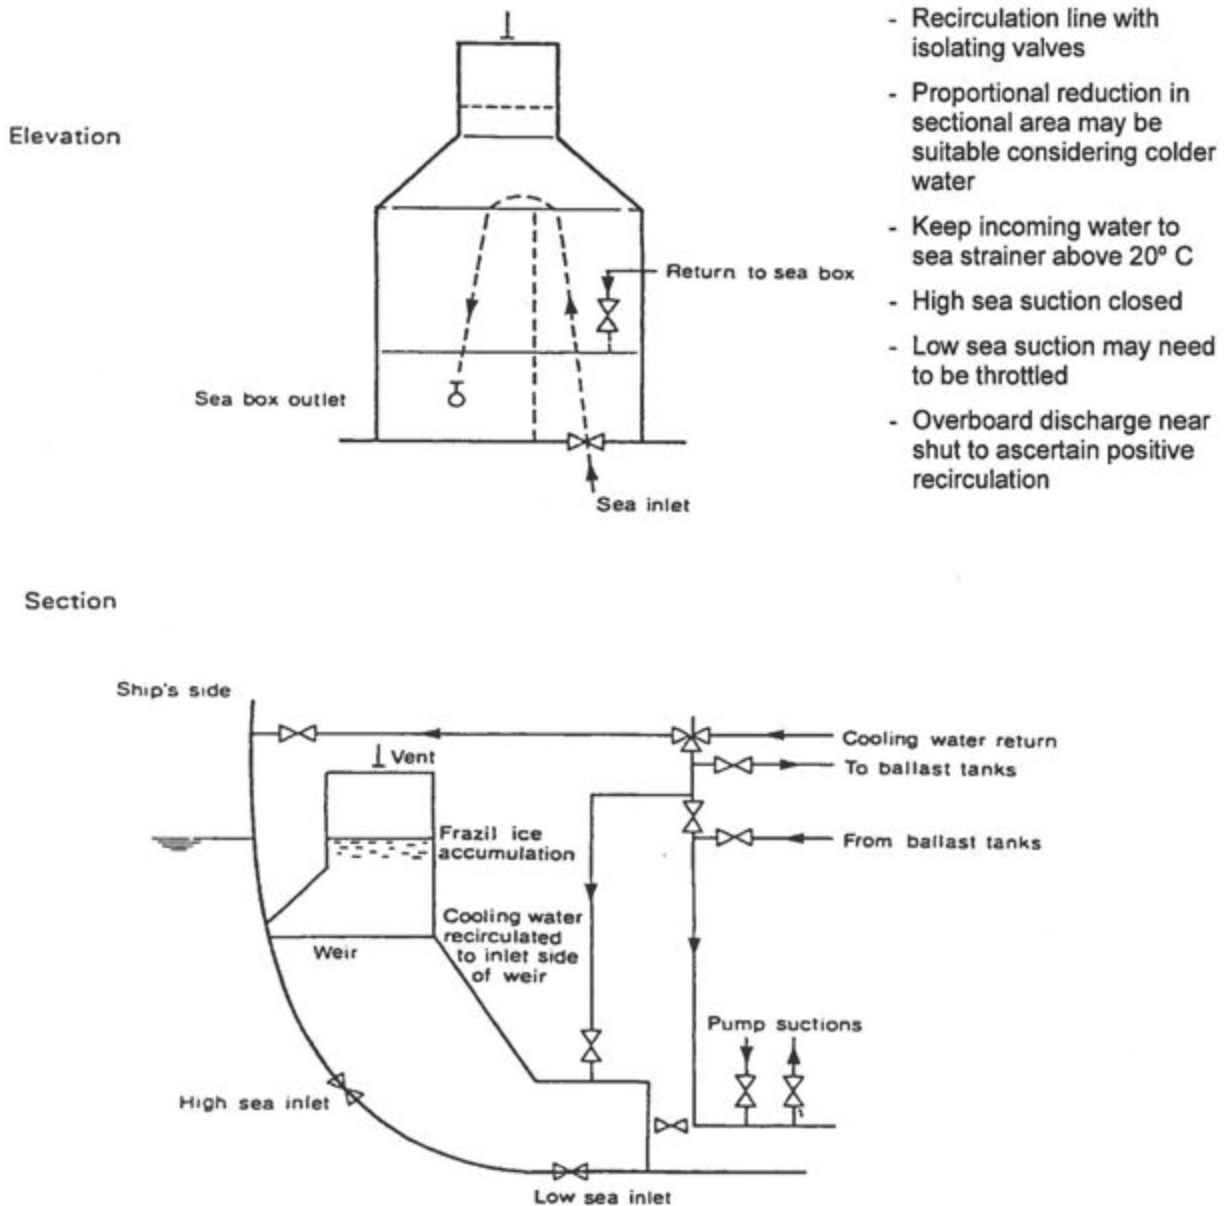 Elevation
Return to sea box
Sea box outlet
Sea inlet
- Recirculation line with
isolating valves
- Proportional reduction in
sectional area may be
suitable considering colder
water
- Keep incoming water to
sea strainer above 20º C
- High sea suction closed
- Low sea suction may need
to be throttled
- Overboard discharge near
shut to ascertain positive
recirculation
Section
Ship's side
Vent
Cooling water return
To ballast tanks
Frazil ice
accumulation
From ballast tanks
Cooling water
recirculated
to inlet side
of weir
Weir
Pump suctions
High sea inlet
Low sea inlet